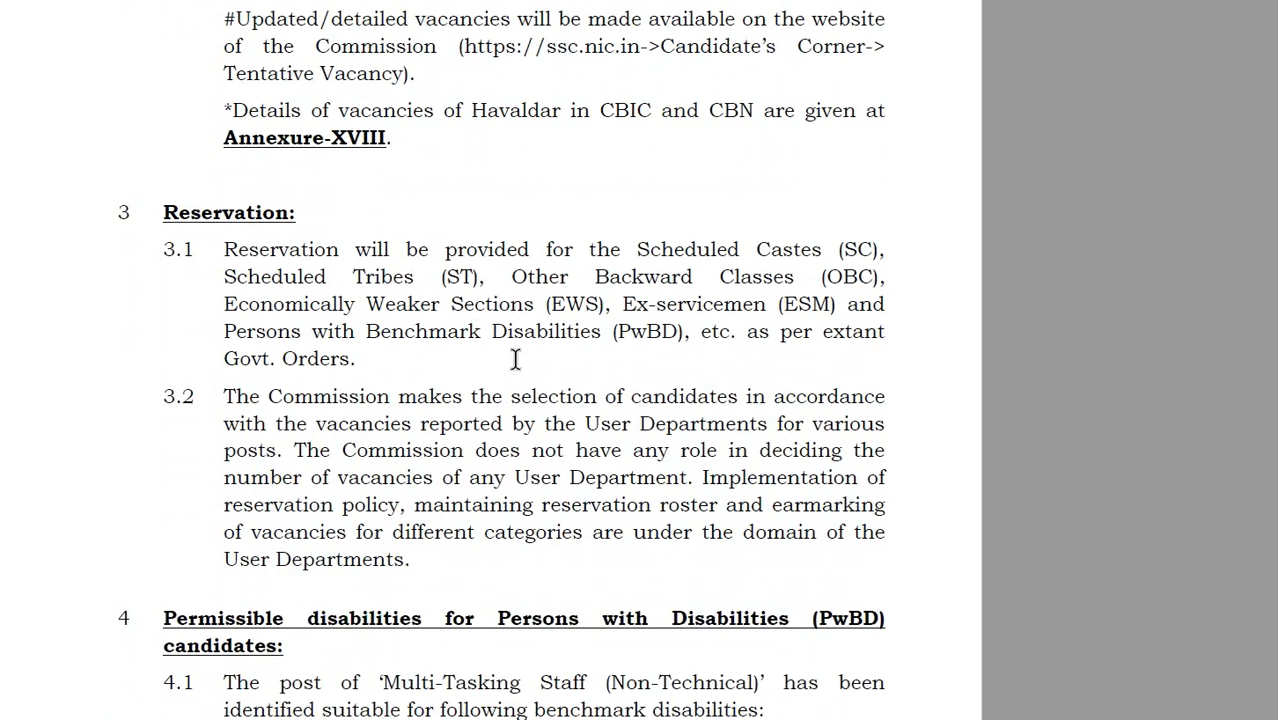 #Updated/detailed vacancies will be made available on the website
of the Commission (https://ssc.nic.in->Candidate's Corner->
Tentative Vacancy).
*Details of vacancies of Havaldar in CBIC and CBN are given at
Annexure-XVIII.
3 Reservation:
3.1 Reservation will be provided for the Scheduled Castes (SC),
Scheduled Tribes (ST), Other Backward Classes (OBC),
Economically Weaker Sections (EWS), Ex-servicemen (ESM) and
Persons with Benchmark Disabilities (PwBD), etc. as per extant
Govt. Orders.
3.2 The Commission makes the selection of candidates in accordance
with the vacancies reported by the User Departments for various
posts. The Commission does not have any role in deciding the
number of vacancies of any User Department. Implementation of
reservation policy, maintaining reservation roster and earmarking
of vacancies for different categories are under the domain of the
User Departments.
4 Permissible disabilities for Persons with Disabilities (PwBD)
candidates:
4.1 The post of 'Multi-Tasking Staff (Non-Technical)' has been
identified suitable for following benchmark disabilities: